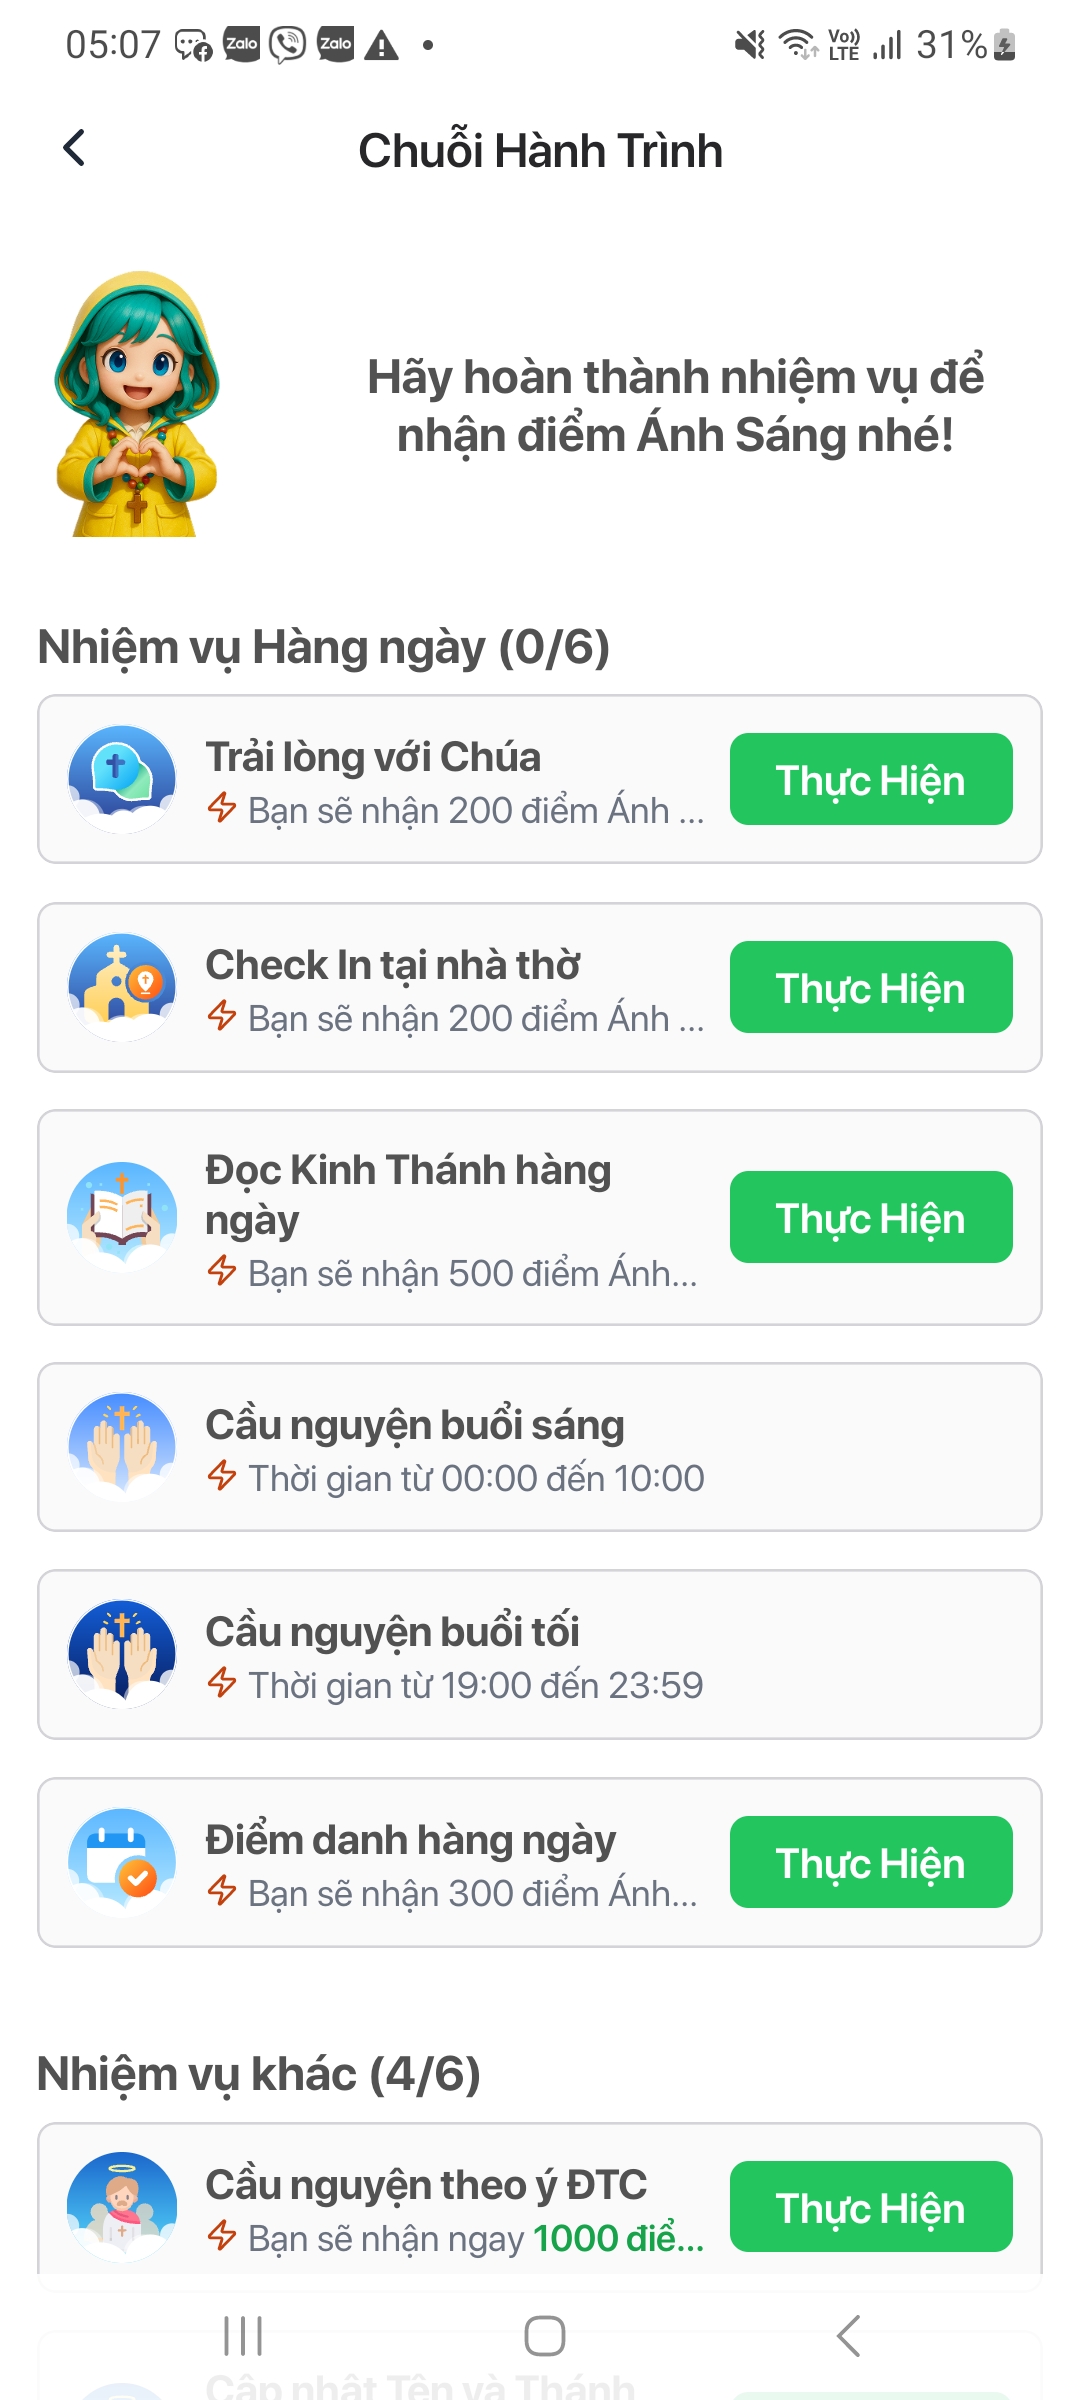 05:07 Zalo Zalo Vo)) LTE 31%
Chuỗi Hành Trình
Hãy hoàn thành nhiệm vụ để
nhận điểm Ánh Sáng nhé!
Nhiệm vụ Hàng ngày (0/6)
Trải lòng với Chúa
Bạn sẽ nhận 200 điểm Ánh ...
Thực Hiện
Check In tại nhà thờ
Bạn sẽ nhận 200 điểm Ánh ...
Thực Hiện
Đọc Kinh Thánh hàng
ngày
Bạn sẽ nhận 500 điểm Ánh...
Thực Hiện
Cầu nguyện buổi sáng
Thời gian từ 00:00 đến 10:00
Cầu nguyện buổi tối
Thời gian từ 19:00 đến 23:59
Điểm danh hàng ngày
Bạn sẽ nhận 300 điểm Ánh...
Thực Hiện
Nhiệm vụ khác (4/6)
Cầu nguyện theo ý ĐTC
Bạn sẽ nhận ngay 1000 điể...
Thực Hiện
Cập nhật Tên và Thánh